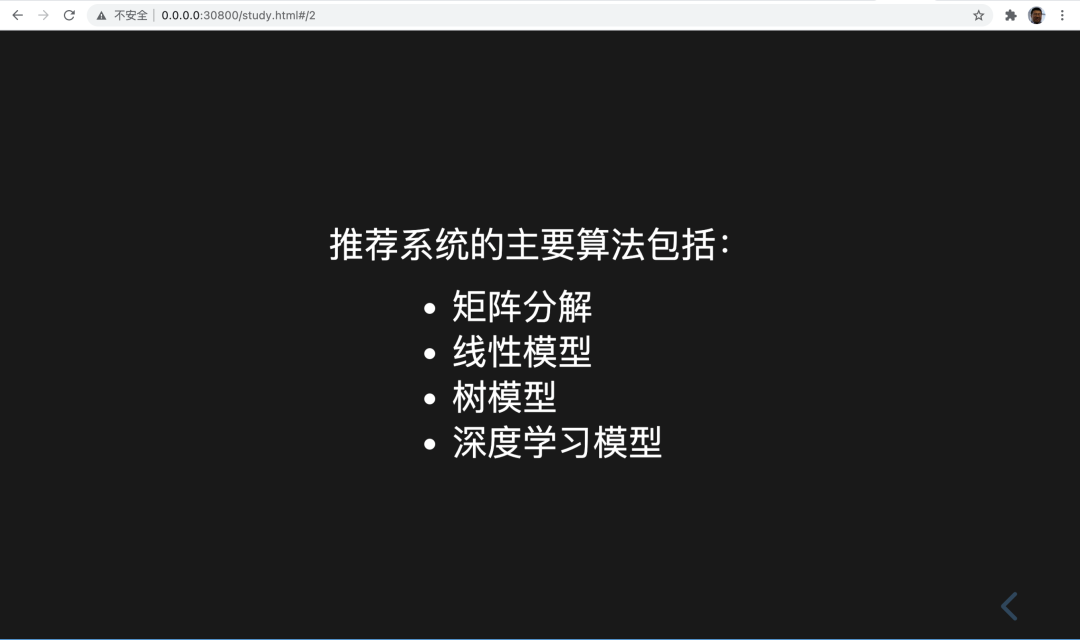 不安全 | 0.0.0.0:30800/study.html#/2
推荐系统的主要算法包括：
• 矩阵分解
• 线性模型
• 树模型
• 深度学习模型